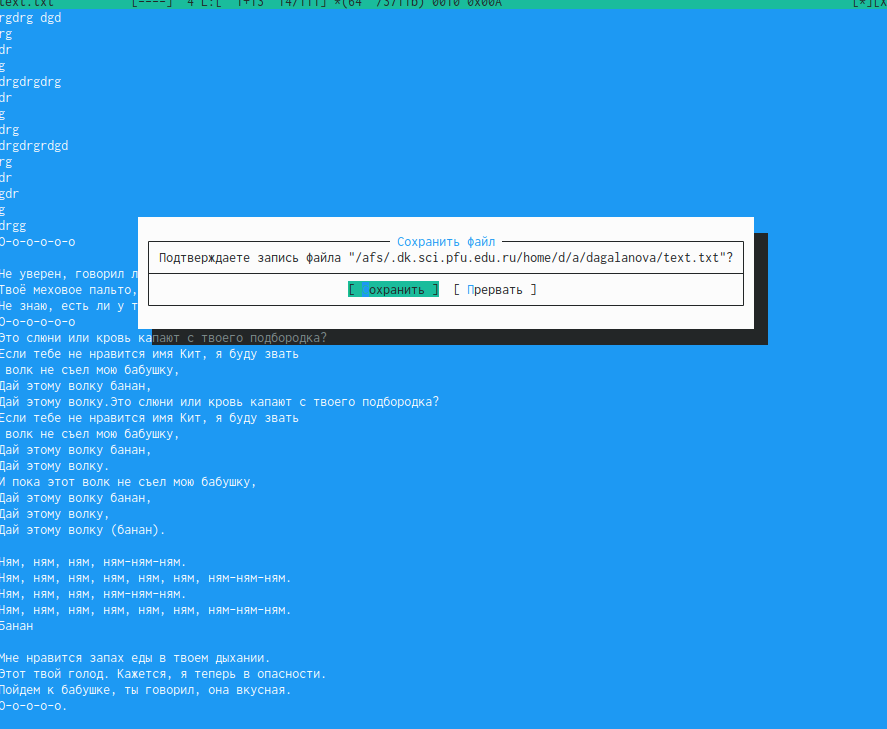 text.txt [----] 4 L:[ 1+13 14/111] *(64 0010 0x00A [*][X
rgdrg dgd
rg
dr
g
drgdrgdrg
dr
g
drg
drgdrgrdgd
rg
dr
gdr
g
drgg
О-о-о-о-о-о
Сохранить файл
Подтверждаете запись файла "/afs/.dk.sci.pfu.edu.ru/home/d/a/dagalanova/text.txt"?
Не уверен, говорил л
[ Сохранить ] [ Прервать ]
Твоё меховое пальто,
Не знаю, есть ли у т
О-о-о-о-о-о
Это слюни или кровь капают с твоего подбородка?
Если тебе не нравится имя Кит, я буду звать
волк не съел мою бабушку,
Дай этому волку банан,
Дай этому волку.Это слюни или кровь капают с твоего подбородка?
Если тебе не нравится имя Кит, я буду звать
волк не съел мою бабушку,
Дай этому волку банан,
Дай этому волку.
И пока этот волк не съел мою бабушку,
Дай этому волку банан,
Дай этому волку,
Дай этому волку (банан).
Ням, ням, ням, ням-ням-ням.
Ням, ням, ням, ням, ням, ням, ням-ням-ням.
Ням, ням, ням, ням-ням-ням.
Ням, ням, ням, ням, ням, ням, ням-ням-ням.
Банан
Мне нравится запах еды в твоем дыхании.
Этот твой голод. Кажется, я теперь в опасности.
Пойдем к бабушке, ты говорил, она вкусная.
О-о-о-о-о.